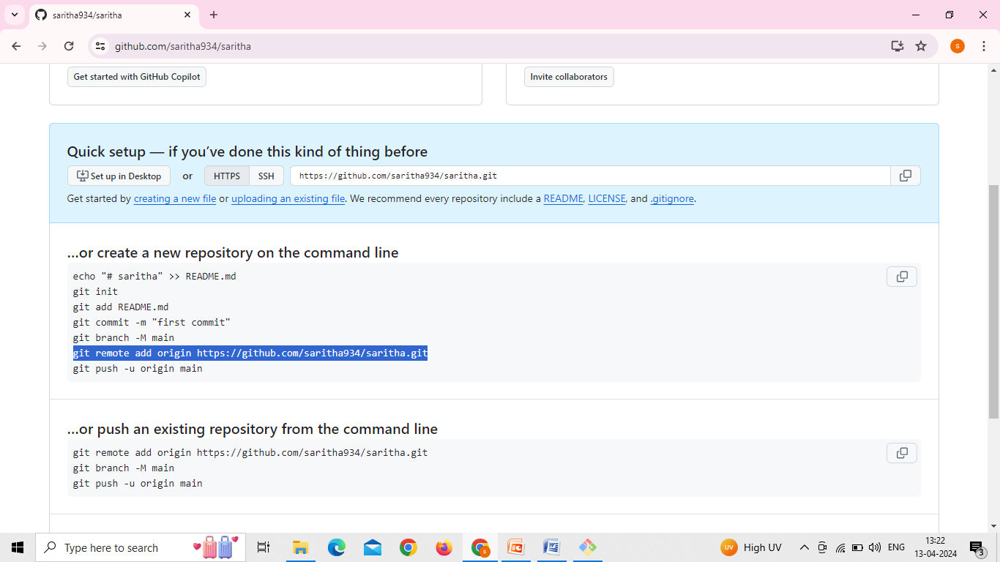 saritha934/saritha
github.com/saritha934/saritha
S
Get started with GitHub Copilot
Invite collaborators
Quick setup — if you've done this kind of thing before
Set up in Desktop or HTTPS SSH https://github.com/saritha934/saritha.git
Get started by creating a new file or uploading an existing file. We recommend every repository include a README, LICENSE, and .gitignore.
…or create a new repository on the command line
echo "# saritha" >> README.md
git init
git add README.md
git commit -m "first commit"
git branch -M main
git remote add origin https://github.com/saritha934/saritha.git
git push -u origin main
…or push an existing repository from the command line
git remote add origin https://github.com/saritha934/saritha.git
git branch -M main
git push -u origin main
Type here to search
UV High UV
ENG
13:22
13-04-2024
3